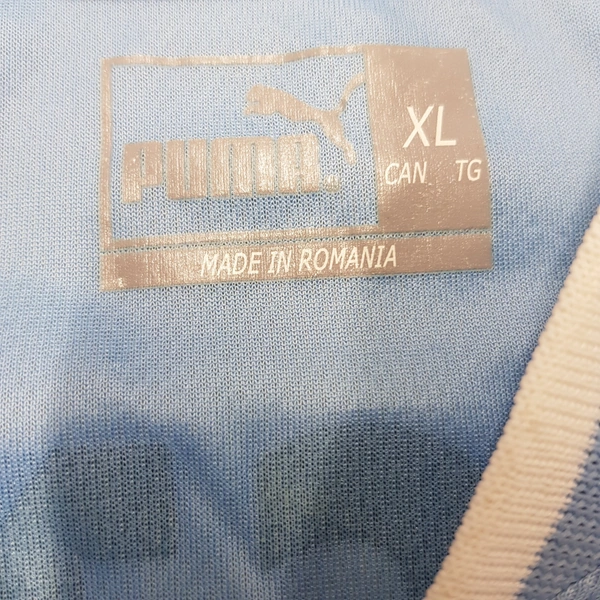 PUMA.
XL
CAN TG
MADE IN ROMANIA